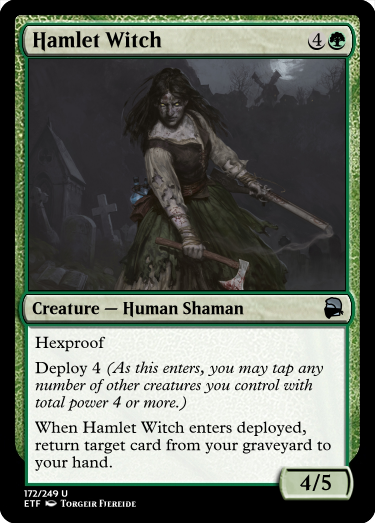 Hamlet Witch 4
Creature — Human Shaman
Hexproof
Deploy 4 (As this enters, you may tap any
number of other creatures you control with
total power 4 or more.)
When Hamlet Witch enters deployed,
return target card from your graveyard to
your hand.
4/5
172/249 U
ETF Torgeir Fiereide